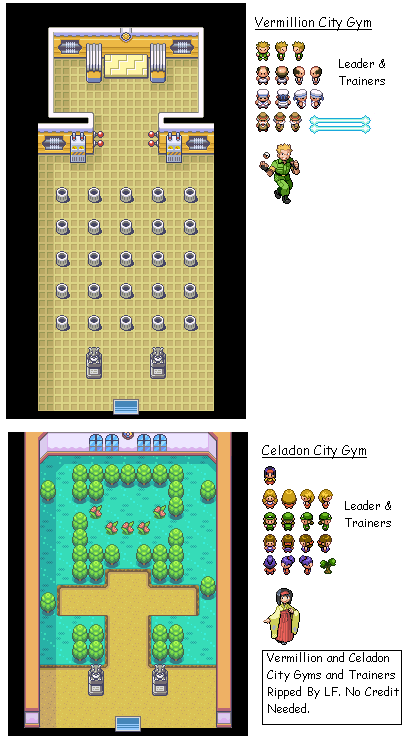 Vermillion City Gym
Leader &
Trainers
Celadon City Gym
Leader &
Trainers
Vermillion and Celadon
City Gyms and Trainers
Ripped By LF. No Credit
Needed.